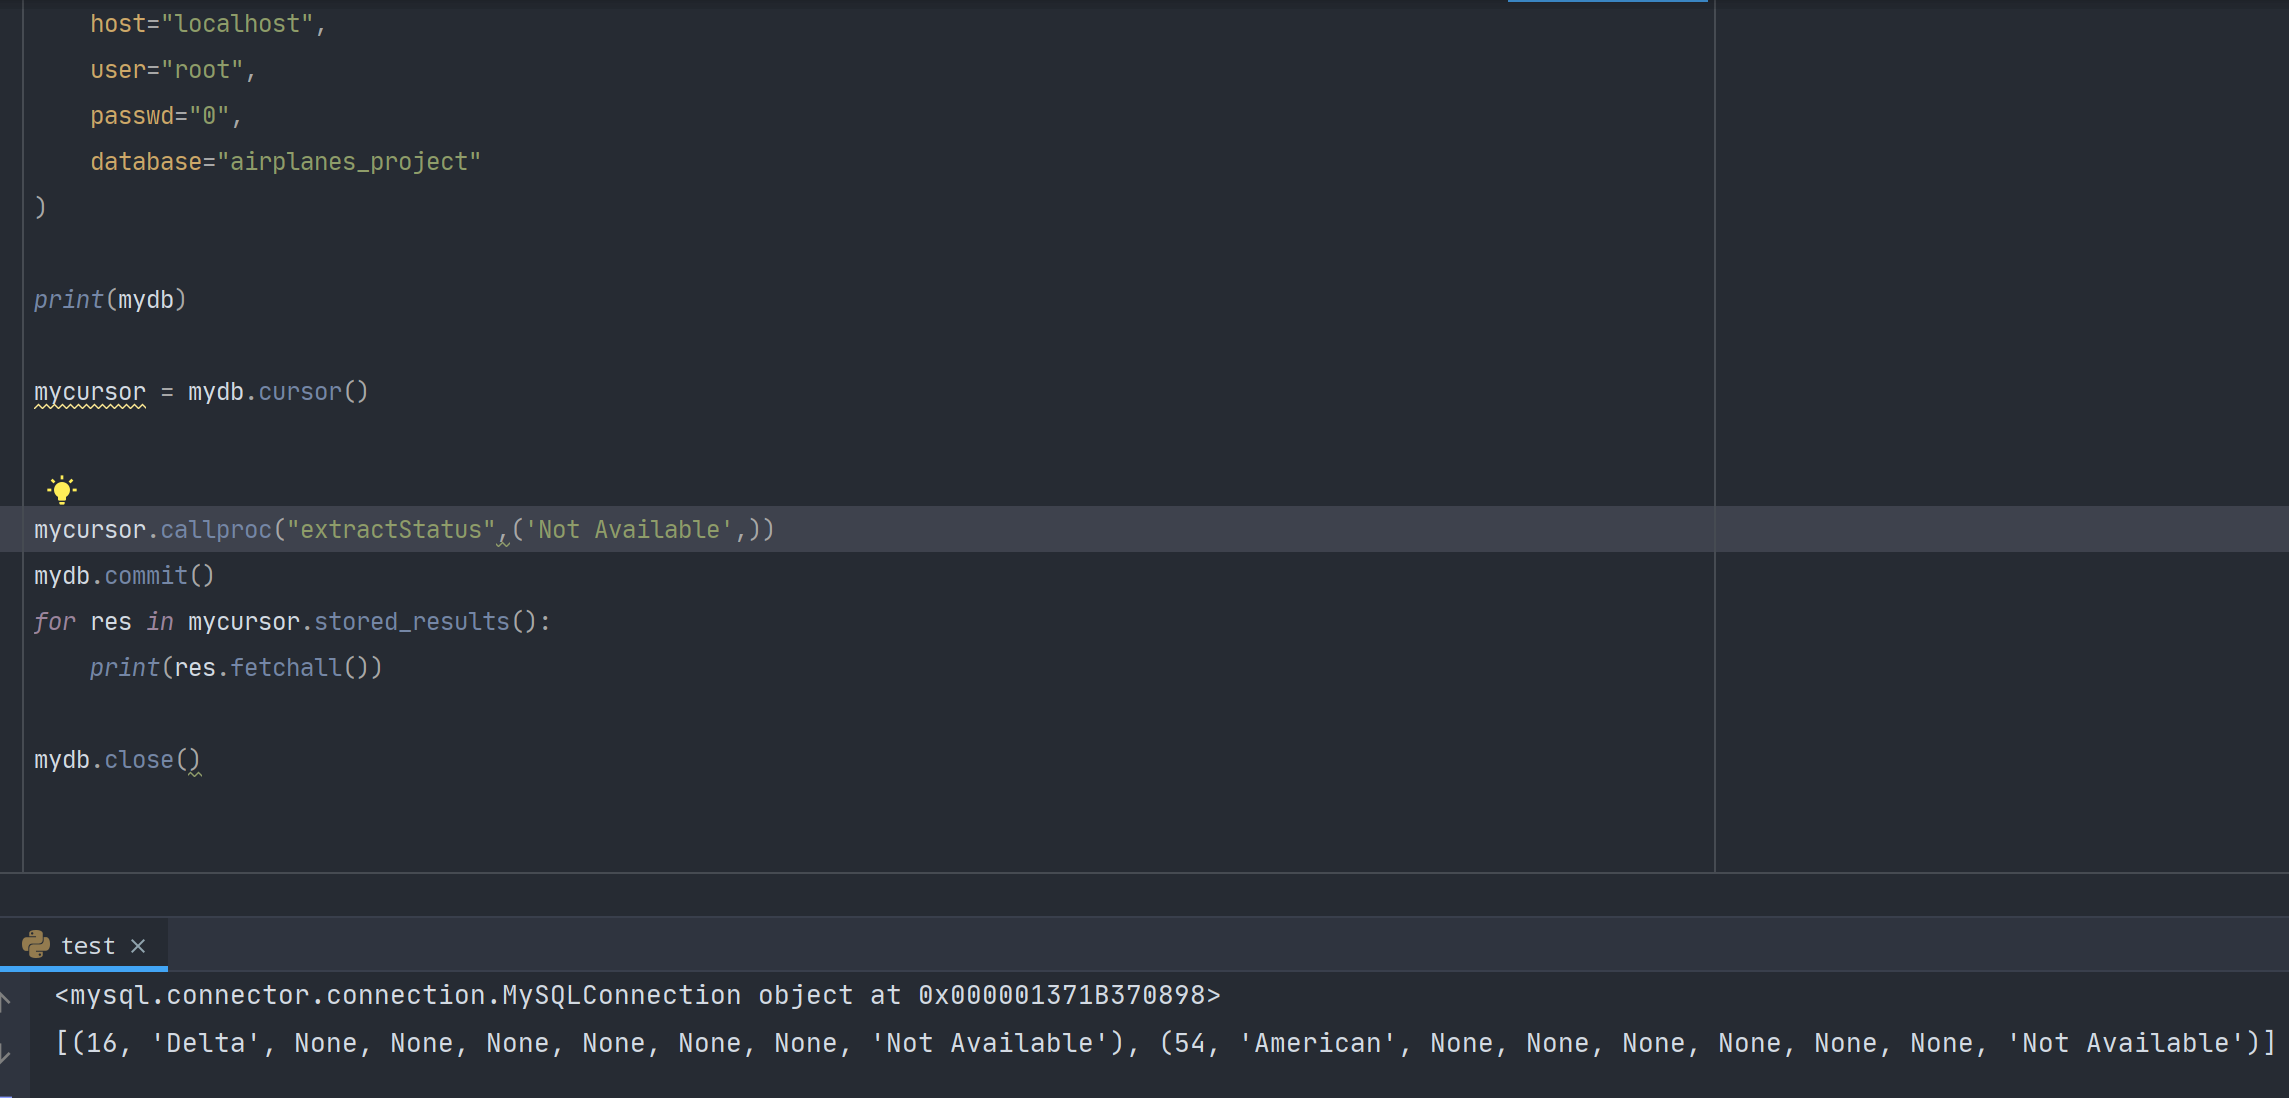 host="localhost",
user="root",
passwd="0",
database="airplanes_project"
)
print(mydb)
mycursor = mydb.cursor()
mycursor.callproc("extractStatus",('Not Available',))
mydb.commit()
for res in mycursor.stored_results():
print(res.fetchall())
mydb.close()
test ×
<mysql.connector.connection.MySQLConnection object at 0x000001371B370898>
[(16, 'Delta', None, None, None, None, None, None, 'Not Available'), (54, 'American', None, None, None, None, None, None, 'Not Available')]